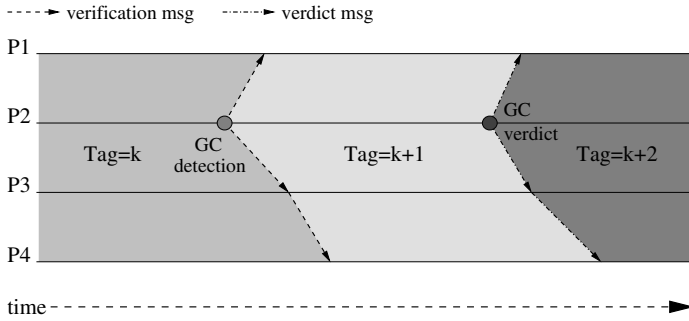 verification msg verdict msg
P1
P2
GC
verdict
Tag=k
GC
detection
Tag=k+1
Tag=k+2
P3
P4
time